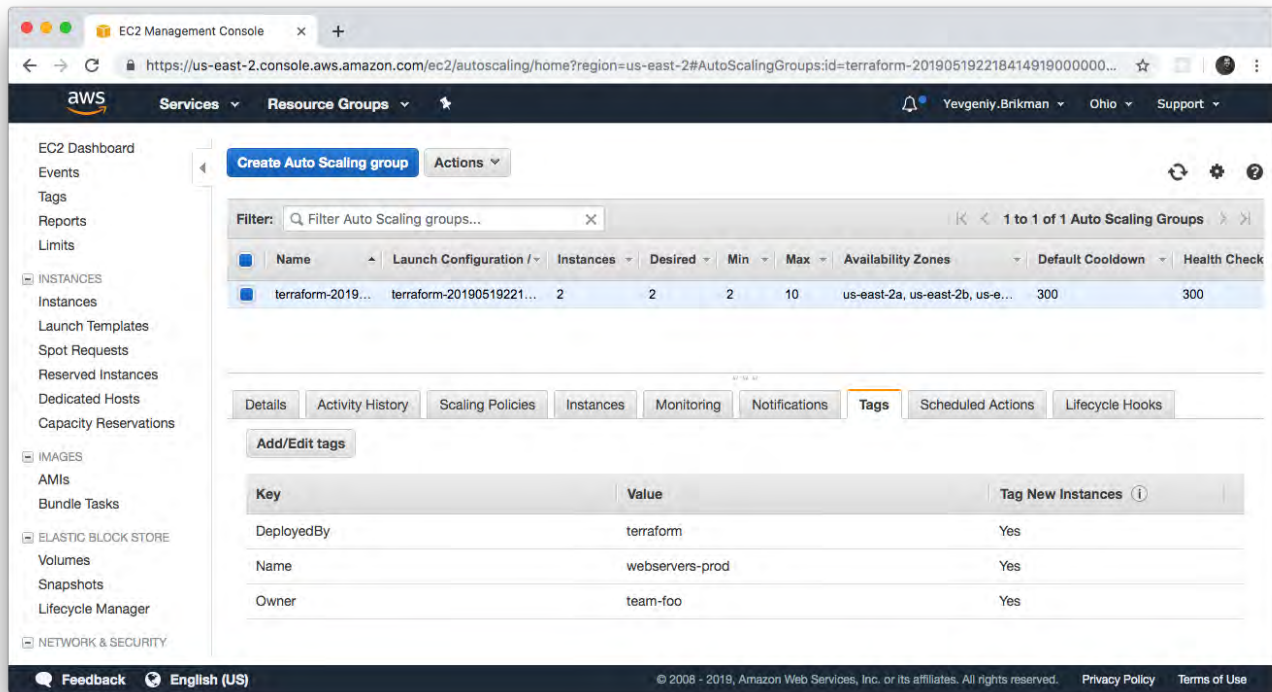 EC2 Management Console
https://us-east-2.console.aws.amazon.com/ec2/autoscaling/home?region=us-east-2#AutoScalingGroups:id=terraform-20190519221841491900000...
aws Services Resource Groups Yevgeniy.Brikman Ohio Support
EC2 Dashboard
Events
Tags
Reports
Limits
INSTANCES
Instances
Launch Templates
Spot Requests
Reserved Instances
Dedicated Hosts
Capacity Reservations
IMAGES
AMIs
Bundle Tasks
ELASTIC BLOCK STORE
Volumes
Snapshots
Lifecycle Manager
NETWORK & SECURITY
Create Auto Scaling group Actions
Filter: Filter Auto Scaling groups... 1 to 1 of 1 Auto Scaling Groups
Name Launch Configuration / Instances Desired Min Max Availability Zones Default Cooldown Health Check
terraform-2019... terraform-20190519221... 2 2 2 10 us-east-2a, us-east-2b, us-e... 300 300
Details Activity History Scaling Policies Instances Monitoring Notifications Tags Scheduled Actions Lifecycle Hooks
Add/Edit tags
Key Value Tag New Instances
DeployedBy terraform Yes
Name webservers-prod Yes
Owner team-foo Yes
Feedback English (US) © 2008 - 2019, Amazon Web Services, Inc. or its affiliates. All rights reserved. Privacy Policy Terms of Use